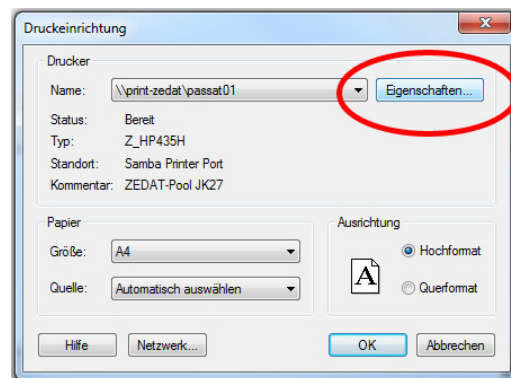 Druckeinrichtung
Drucker
Name: \\print-zedat\passat01 Eigenschaften...
Status: Bereit
Typ: Z_HP435H
Standort: Samba Printer Port
Kommentar: ZEDAT-Pool JK27
Papier
Größe: A4
Quelle: Automatisch auswählen
Ausrichtung
A
Hochformat
Querformat
Hilfe Netzwerk... OK Abbrechen